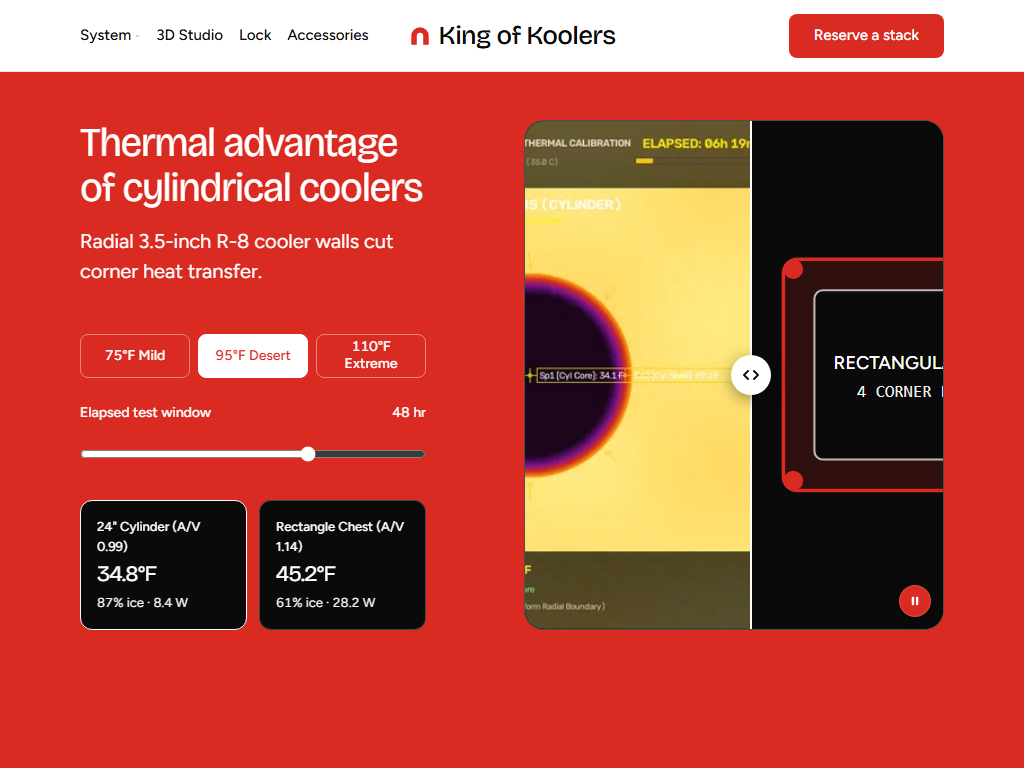 System
3D Studio
Lock
Accessories
King of Koolers
Reserve a stack
Thermal advantage
of cylindrical coolers
Radial 3.5-inch R-8 cooler walls cut
corner heat transfer.
75°F Mild
95°F Desert
110°F
Extreme
Elapsed test window
48 hr
24" Cylinder (A/V
0.99)
34.8°F
87% ice · 8.4 W
Rectangle Chest (A/V
1.14)
45.2°F
61% ice · 28.2 W
THERMAL CALIBRATION
ELAPSED: 06h 19m
(35.0 C)
RS (CYLINDER)
Sp1 [Cyl Core]: 34.1 F
F
form Radial Boundary)
RECTANGULA
4 CORNER